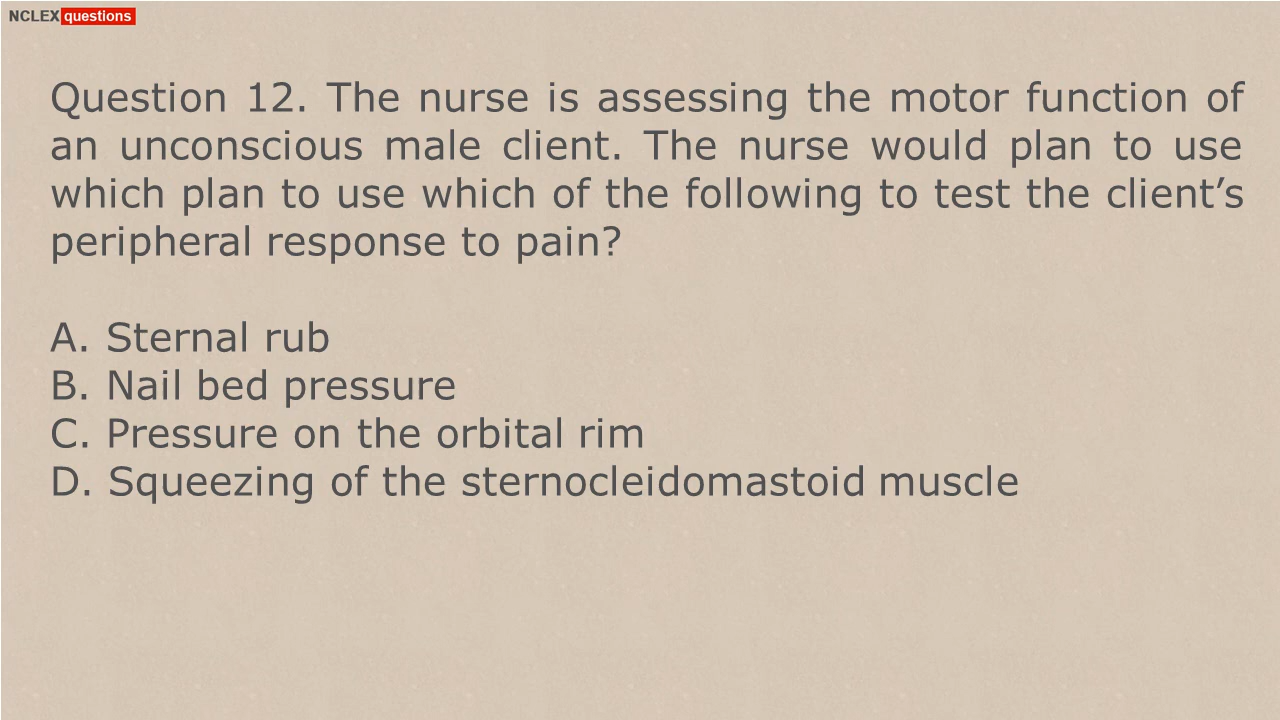 NCLEX questions
Question 12. The nurse is assessing the motor function of
an unconscious male client. The nurse would plan to use
which plan to use which of the following to test the client’s
peripheral response to pain?
A. Sternal rub
B. Nail bed pressure
C. Pressure on the orbital rim
D. Squeezing of the sternocleidomastoid muscle